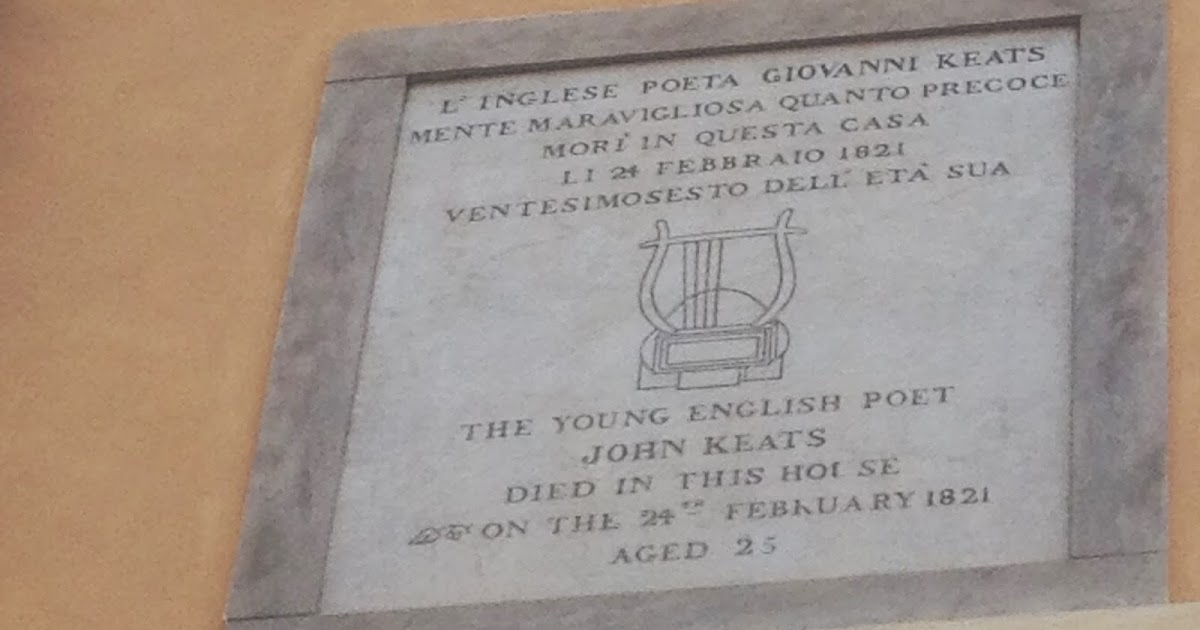 L' INGLESE POETA GIOVANNI KEATS
MENTE MARAVIGLIOSA QUANTO PRECOCE
MORI' IN QUESTA CASA
LI 24 FEBBRAIO 1821
VENTESIMOSESTO DELL' ETÀ SUA
THE YOUNG ENGLISH POET
JOHN KEATS
DIED IN THIS HOUSE
ON THE 24TH FEBRUARY 1821
AGED 25